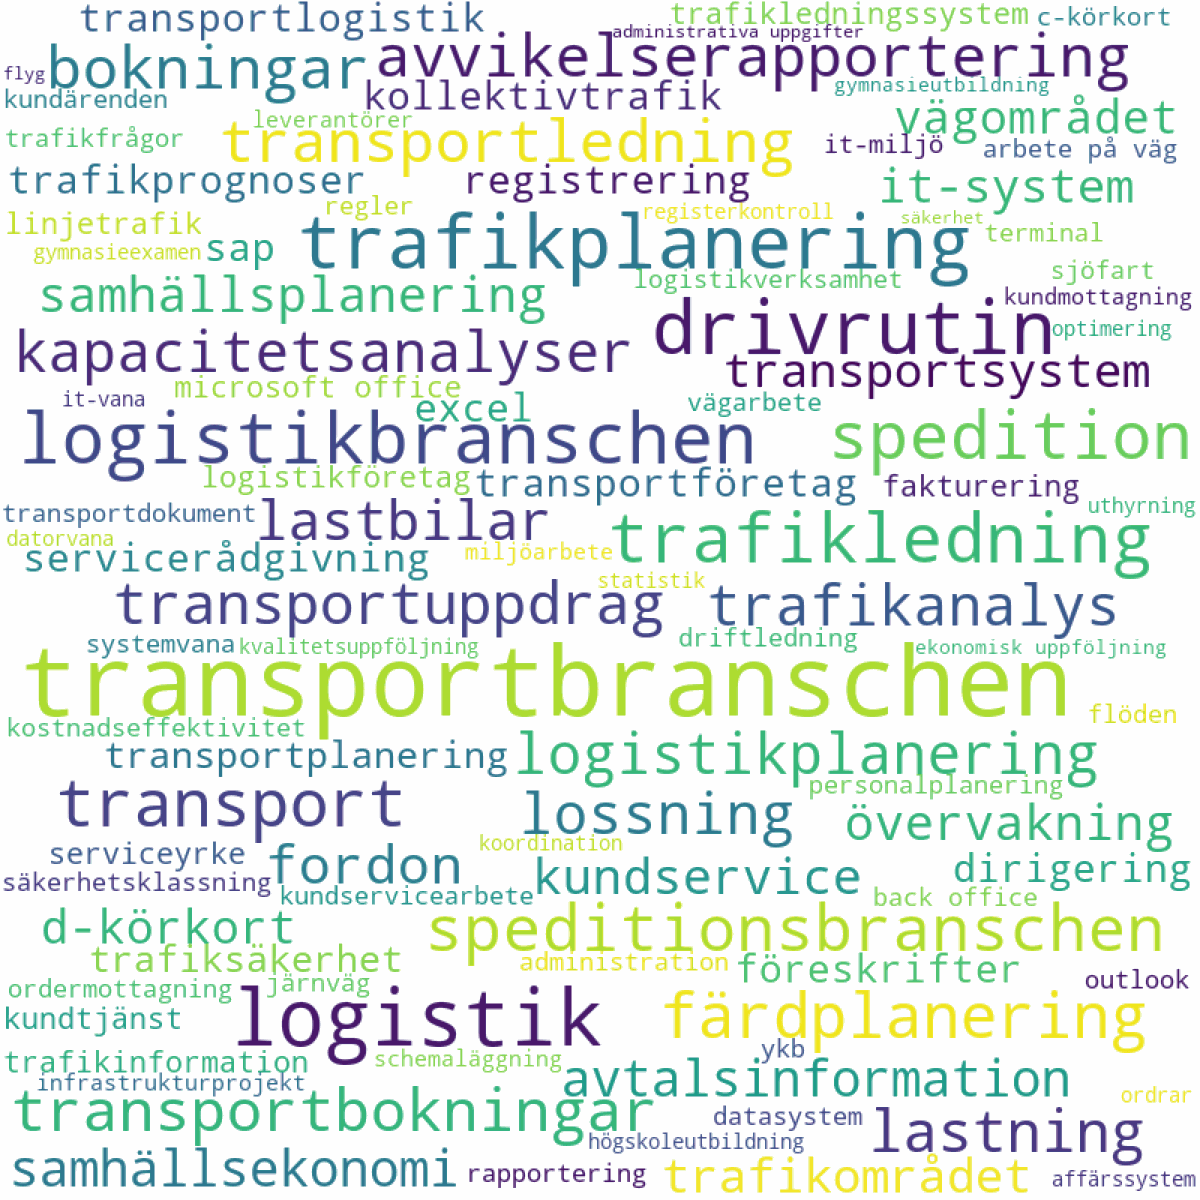 transportlogistik
trafikledningssystem
c-körkort
administrativa uppgifter
avvikelserapportering
bokningar
flyg
kundärenden
kollektivtrafik
gymnasieutbildning
leverantörer
vägområdet
trafikfrågor
transportledning
it-miljö
arbete på väg
trafikprognoser
registrering
it-system
linjetrafik
regler
registerkontroll
säkerhet
gymnasieexamen
sap
trafikplanering
terminal
logistikverksamhet
sjöfart
samhällsplanering
kundmottagning
drivrutin
optimering
kapacitetsanalyser
transportsystem
microsoft office
it-vana
excel
vägarbete
logistikbranschen
spedition
logistikföretag
transportföretag
fakturering
uthyrning
transportdokument
lastbilar
datorvana
trafikledning
servicerådgivning
miljöarbete
statistik
transportuppdrag
trafikanalys
systemvana
kvalitetsuppföljning
driftledning
ekonomisk uppföljning
transportbranschen
flöden
kostnadseffektivitet
transportplanering
logistikplanering
personalplanering
transport
lossning
övervakning
koordination
serviceyrke
fordon
kundservice
dirigering
säkerhetsklassning
kundservicearbete
back office
d-körkort
speditionsbranschen
trafiksäkerhet
administration
föreskrifter
outlook
ordermottagning
järnväg
kundtjänst
logistik
färdplanering
ykb
trafikinformation
schemaläggning
infrastrukturprojekt
avtalsinformation
ordrar
transportbokningar
datasystem
lastning
högskoleutbildning
samhällsekonomi
rapportering
trafikområdet
affärssystem